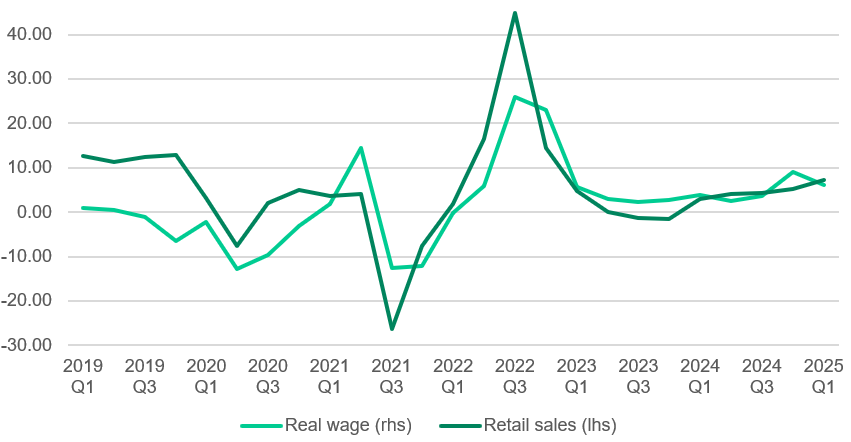 40.00
30.00
20.00
10.00
0.00
-10.00
-20.00
-30.00
2019 2019 2020 2020 2021 2021 2022 2022 2023 2023 2024 2024 2025
Q1 Q3 Q1 Q3 Q1 Q3 Q1 Q3 Q1 Q3 Q1 Q3 Q1
Real wage (rhs) Retail sales (lhs)